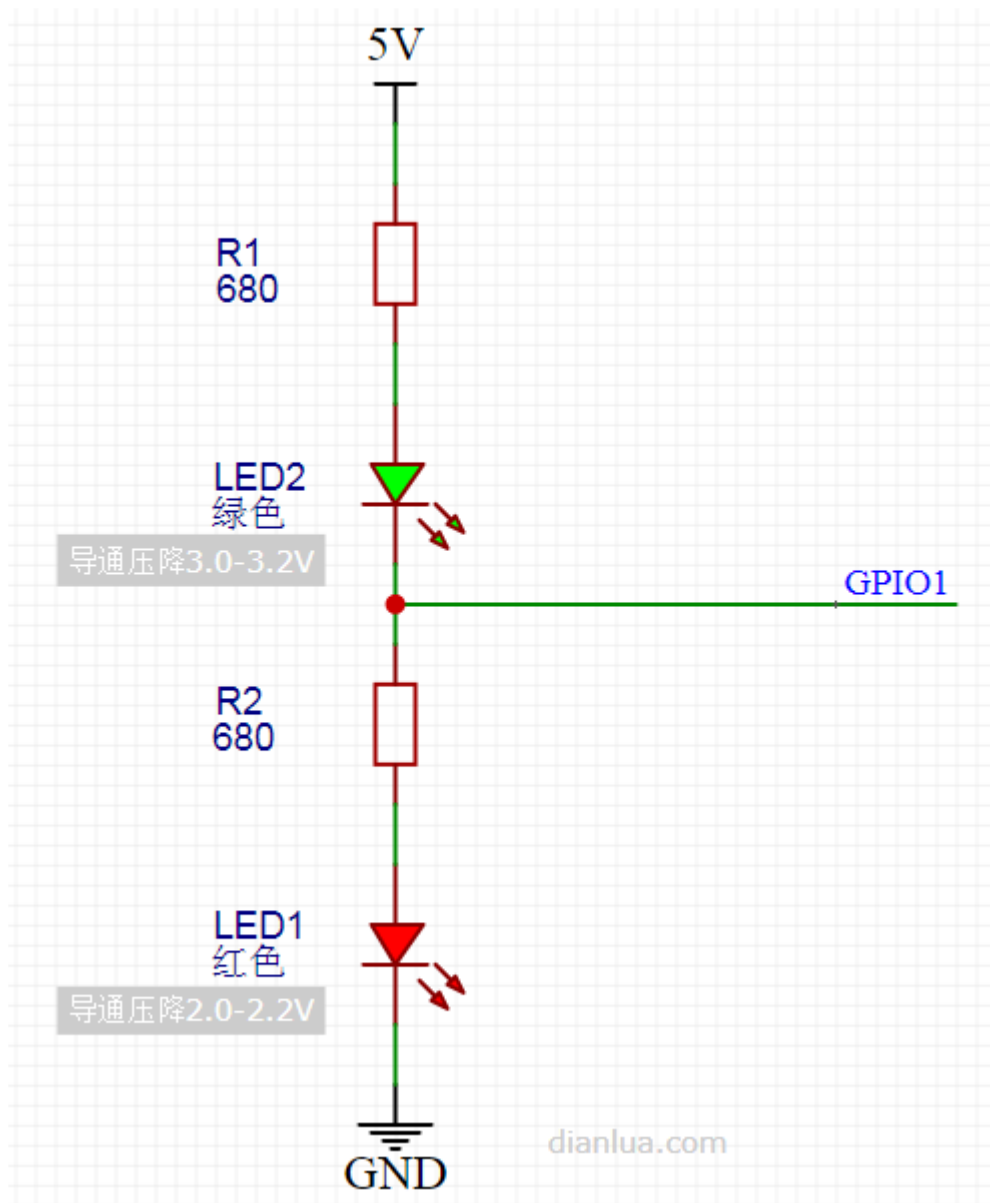 5V
R1
680
LED2
绿色
导通压降3.0-3.2V
GPIO1
R2
680
LED1
红色
导通压降2.0-2.2V
dianlua.com
GND